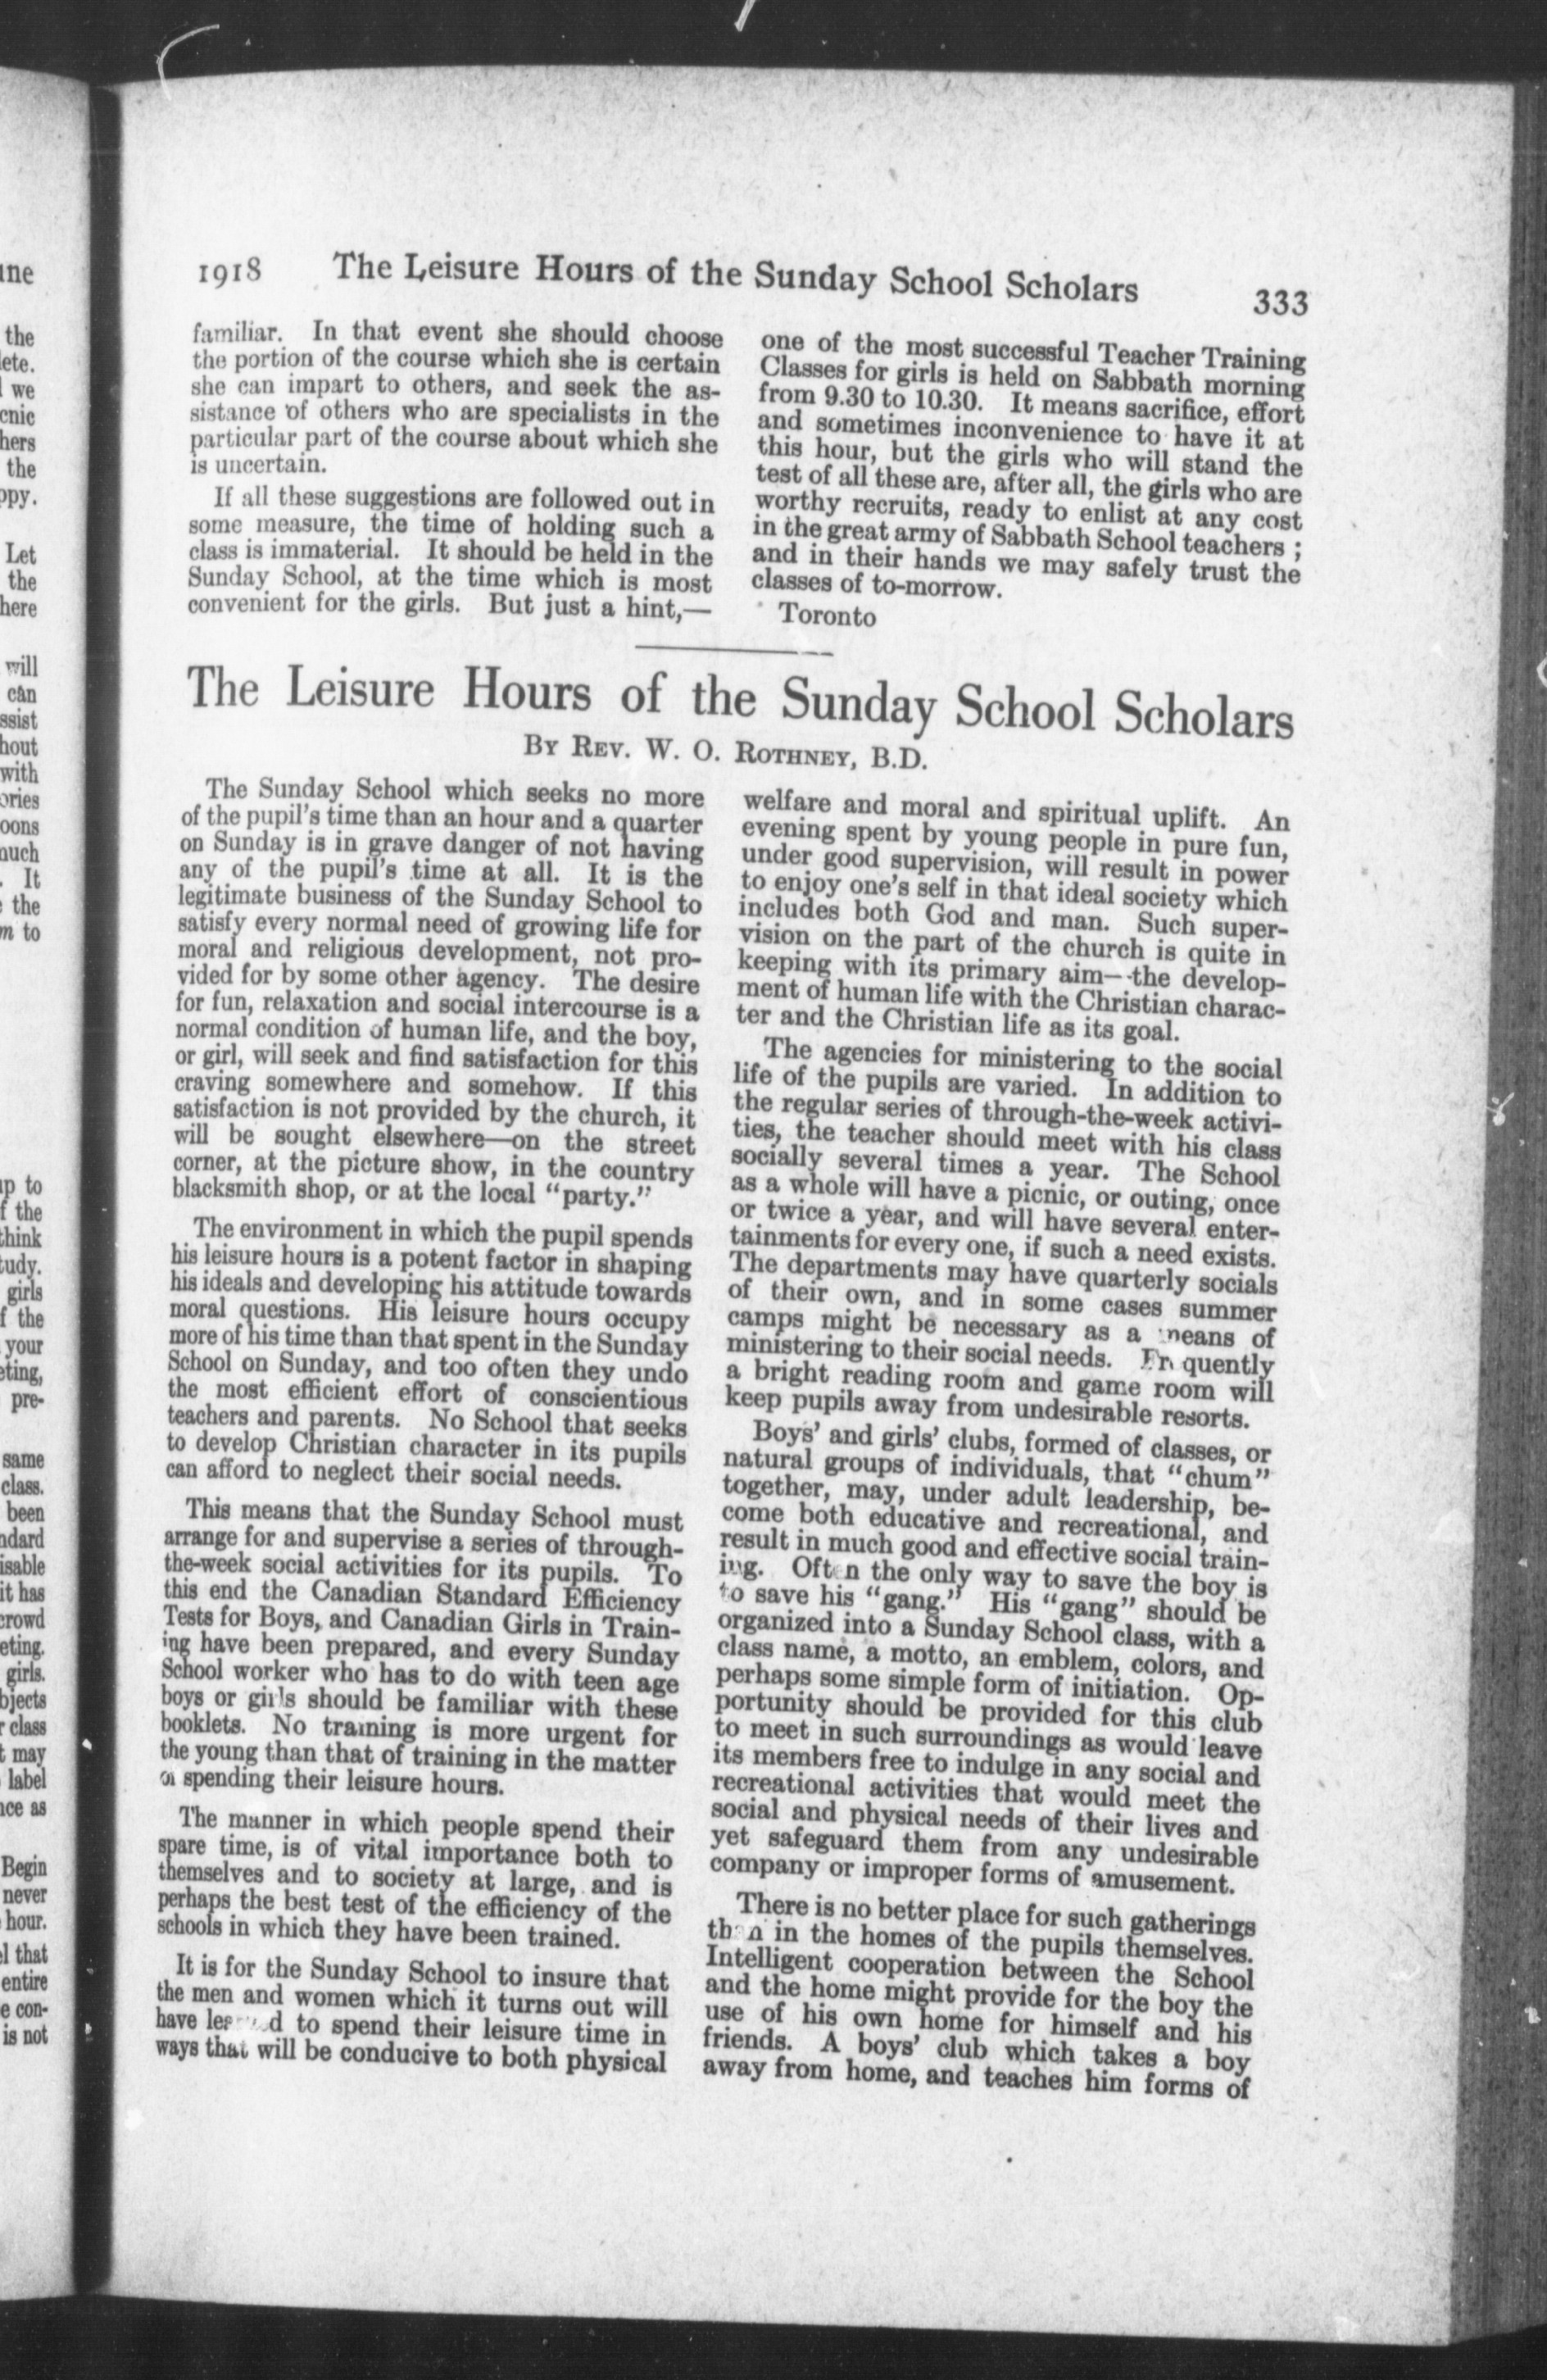 1918 The Leisure Hours of the Sunday School Scholars 333
familiar. In that event she should choose
the portion of the course which she is certain
she can impart to others, and seek the as-
sistance of others who are specialists in the
particular part of the course about which she
is uncertain.
If all these suggestions are followed out in
some measure, the time of holding such a
class is immaterial. It should be held in the
Sunday School, at the time which is most
convenient for the girls. But just a hint,—
one of the most successful Teacher Training
Classes for girls is held on Sabbath morning
from 9.30 to 10.30. It means sacrifice, effort
and sometimes inconvenience to have it at
this hour, but the girls who will stand the
test of all these are, after all, the girls who are
worthy recruits, ready to enlist at any cost
in the great army of Sabbath School teachers ;
and in their hands we may safely trust the
classes of to-morrow.
Toronto
The Leisure Hours of the Sunday School Scholars
By Rev. W. O. Rothney, B.D.
The Sunday School which seeks no more
of the pupil's time than an hour and a quarter
on Sunday is in grave danger of not having
any of the pupil's time at all. It is the
legitimate business of the Sunday School to
satisfy every normal need of growing life for
moral and religious development, not pro-
vided for by some other agency. The desire
for fun, relaxation and social intercourse is a
normal condition of human life, and the boy,
or girl, will seek and find satisfaction for this
craving somewhere and somehow. If this
satisfaction is not provided by the church, it
will be sought elsewhere—on the street
corner, at the picture show, in the country
blacksmith shop, or at the local "party."
The environment in which the pupil spends
his leisure hours is a potent factor in shaping
his ideals and developing his attitude towards
moral questions. His leisure hours occupy
more of his time than that spent in the Sunday
School on Sunday, and too often they undo
the most efficient effort of conscientious
teachers and parents. No School that seeks
to develop Christian character in its pupils
can afford to neglect their social needs.
This means that the Sunday School must
arrange for and supervise a series of through-
the-week social activities for its pupils. To
this end the Canadian Standard Efficiency
Tests for Boys, and Canadian Girls in Train-
ing have been prepared, and every Sunday
School worker who has to do with teen age
boys or girls should be familiar with these
booklets. No training is more urgent for
the young than that of training in the matter
of spending their leisure hours.
The manner in which people spend their
spare time, is of vital importance both to
themselves and to society at large, and is
perhaps the best test of the efficiency of the
schools in which they have been trained.
It is for the Sunday School to insure that
the men and women which it turns out will
have learned to spend their leisure time in
ways that will be conducive to both physical
welfare and moral and spiritual uplift. An
evening spent by young people in pure fun,
under good supervision, will result in power
to enjoy one's self in that ideal society which
includes both God and man. Such super-
vision on the part of the church is quite in
keeping with its primary aim—the develop-
ment of human life with the Christian charac-
ter and the Christian life as its goal.
The agencies for ministering to the social
life of the pupils are varied. In addition to
the regular series of through-the-week activi-
ties, the teacher should meet with his class
socially several times a year. The School
as a whole will have a picnic, or outing, once
or twice a year, and will have several enter-
tainments for every one, if such a need exists.
The departments may have quarterly socials
of their own, and in some cases summer
camps might be necessary as a means of
ministering to their social needs. Frequently
a bright reading room and game room will
keep pupils away from undesirable resorts.
Boys' and girls' clubs, formed of classes, or
natural groups of individuals, that "chum"
together, may, under adult leadership, be-
come both educative and recreational, and
result in much good and effective social train-
ing. Often the only way to save the boy is
to save his "gang." His "gang" should be
organized into a Sunday School class, with a
class name, a motto, an emblem, colors, and
perhaps some simple form of initiation. Op-
portunity should be provided for this club
to meet in such surroundings as would leave
its members free to indulge in any social and
recreational activities that would meet the
social and physical needs of their lives and
yet safeguard them from any undesirable
company or improper forms of amusement.
There is no better place for such gatherings
than in the homes of the pupils themselves.
Intelligent cooperation between the School
and the home might provide for the boy the
use of his own home for himself and his
friends. A boys' club which takes a boy
away from home, and teaches him forms of